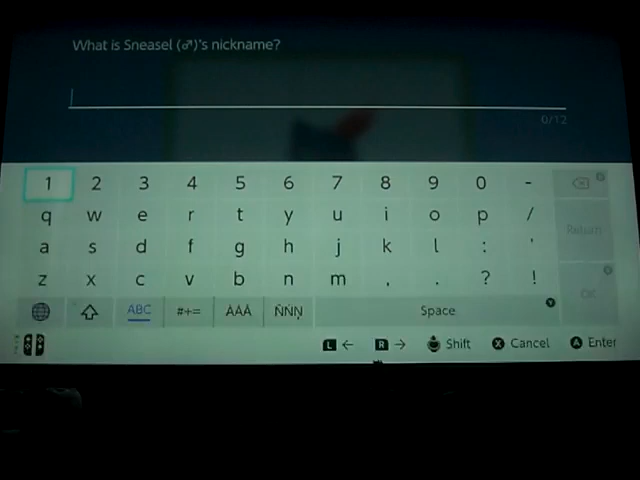 What is Sneasel (♂)'s nickname?
0/12
1 2 3 4 5 6 7 8 9 0 -
q w e r t y u i o p / Return
a s d f g h j k l : '
z x c v b n m , . ? ! OK
ABC #+= ÀÁÂ ÑŃŅ Space
L ← R → Shift X Cancel A Enter